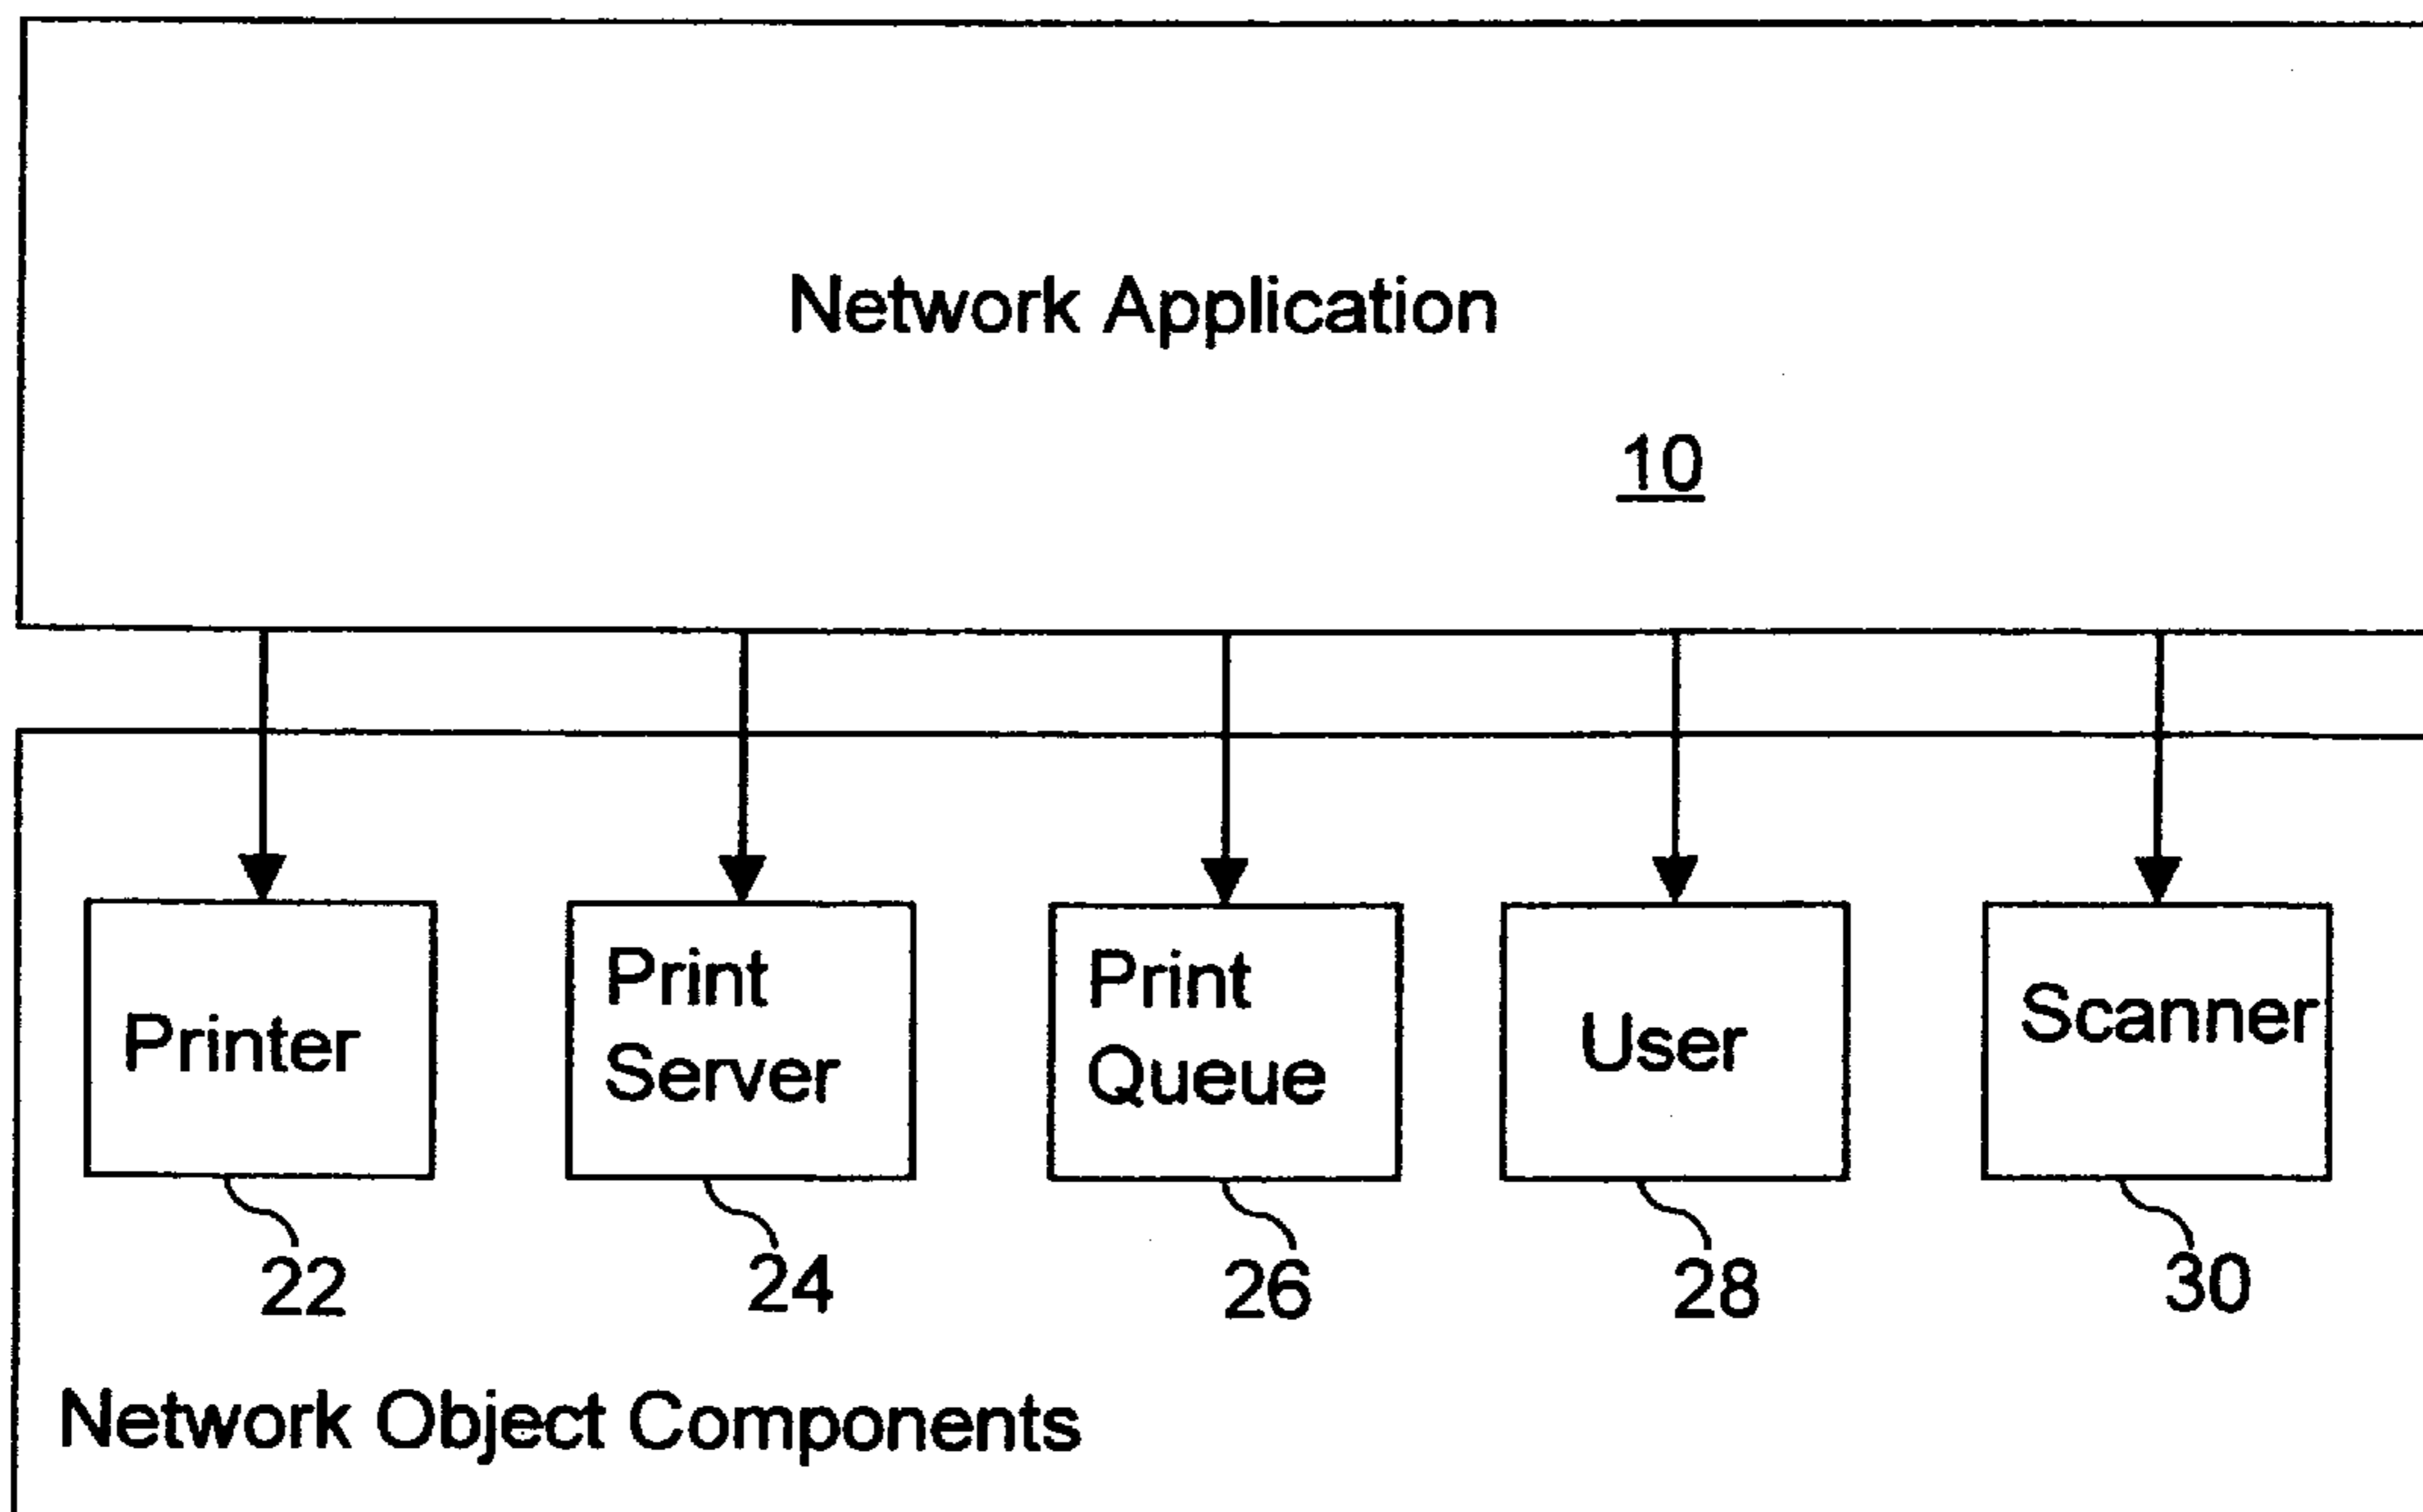 Network Application
10
Printer
Print
Server
Print
Queue
User
Scanner
22
24
26
28
30
Network Object Components